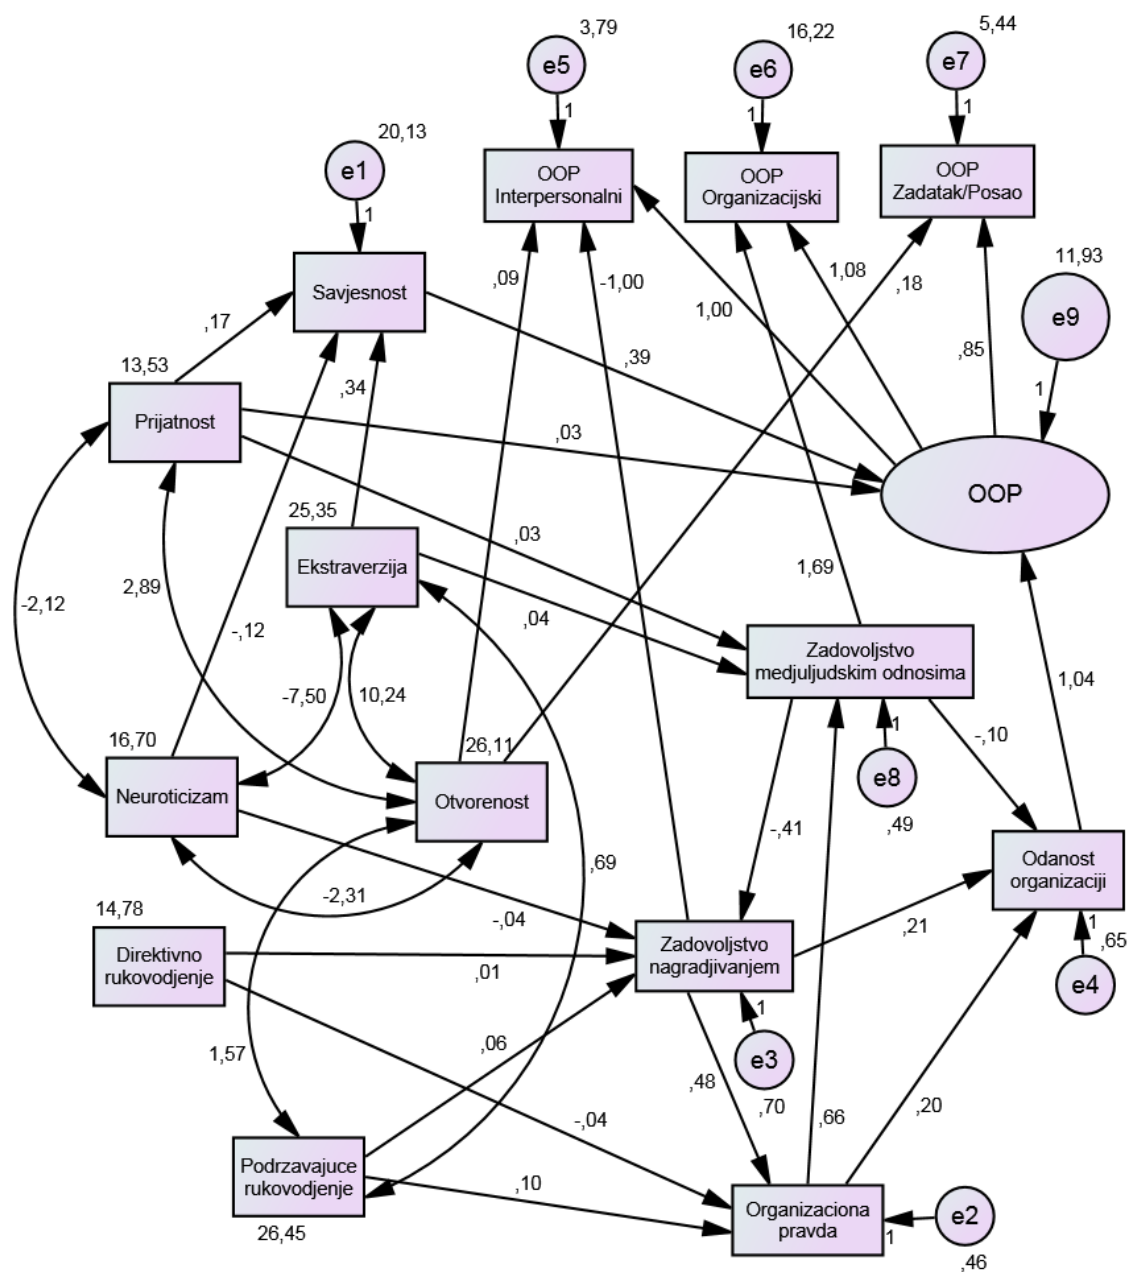 3,79
16,22
5,44
e5
e6
e7
1
1
1
20,13
e1
1
OOP
Interpersonalni
OOP
Organizacijski
OOP
Zadatak/Posao
11,93
Savjesnost
,09
-1,00
1,08
,18
1,00
e9
,17
,39
,85
13,53
,34
1
Prijatnost
,03
OOP
25,35
,03
Ekstraverzija
1,69
2,89
-2,12
,04
-,12
Zadovoljstvo
medjuljudskim odnosima
1,04
-7,50
10,24
1
-,10
16,70
26,11
Neuroticizam
Otvorenost
e8
,49
-,41
,69
Odanost
organizaciji
-2,31
14,78
-,04
,21
1
,65
Direktivno
rukovodjenje
Zadovoljstvo
nagradjivanjem
,01
e4
1
,06
1,57
e3
,48
,70
,66
,20
-,04
Podrzavajuce
rukovodjenje
,10
Organizaciona
pravda
e2
1
26,45
,46